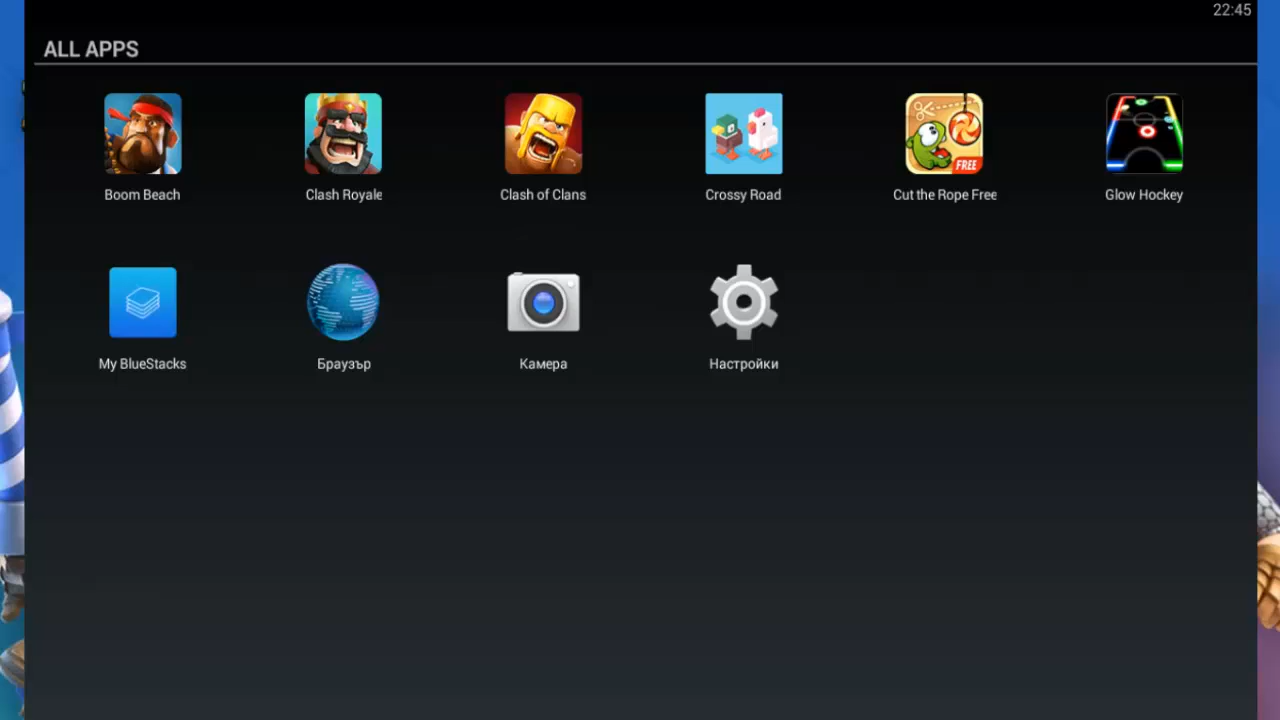 22:45
ALL APPS
Boom Beach
Clash Royale
Clash of Clans
Crossy Road
FREE
Cut the Rope Free
Glow Hockey
My BlueStacks
Браузър
Камера
Настройки